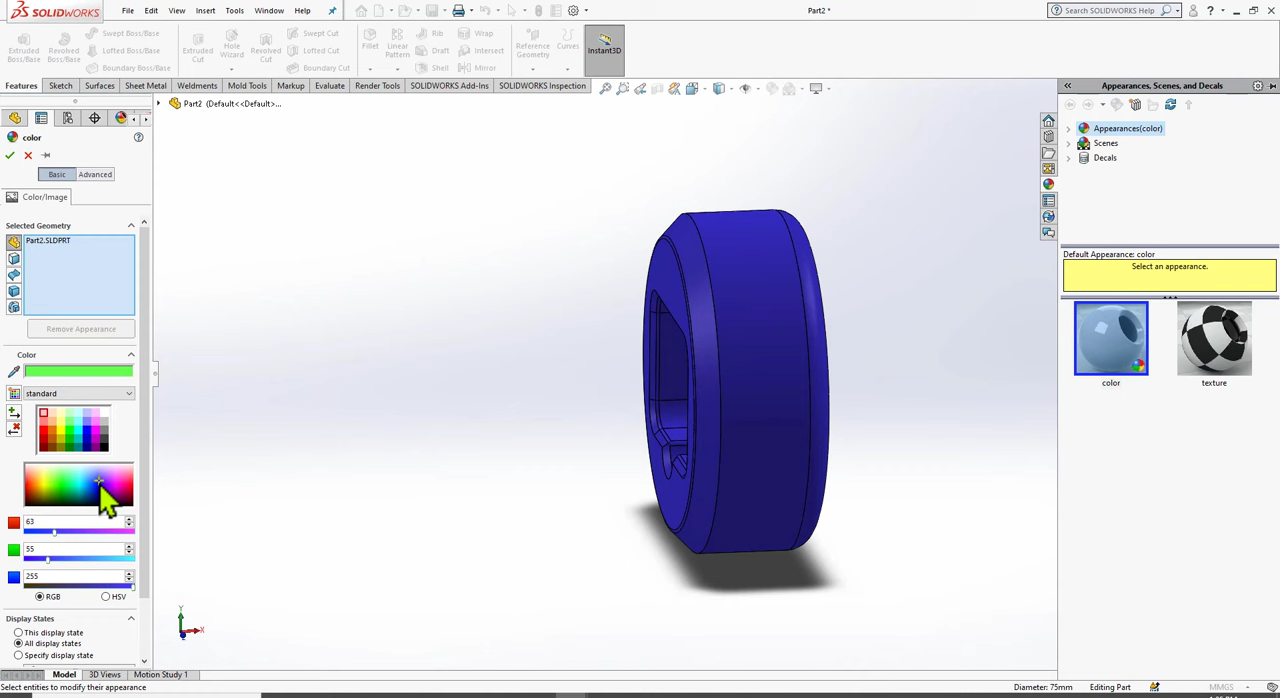 SOLIDWORKS
File Edit View Insert Tools Window Help
Part2 *
Search SOLIDWORKS Help
Extruded Boss/Base
Revolved Boss/Base
Swept Boss/Base
Lofted Boss/Base
Boundary Boss/Base
Extruded Cut
Hole Wizard
Revolved Cut
Swept Cut
Lofted Cut
Boundary Cut
Fillet
Linear Pattern
Rib
Draft
Shell
Wrap
Intersect
Mirror
Reference Geometry
Curves
Instant3D
Features Sketch Surfaces Sheet Metal Weldments Mold Tools Markup Evaluate Render Tools SOLIDWORKS Add-Ins SOLIDWORKS Inspection
Appearances, Scenes, and Decals
Part2 (Default<<Default>...
color
Basic Advanced
Color/Image
Selected Geometry
Part2.SLDPRT
Remove Appearance
Color
standard
63
55
255
RGB HSV
Display States
This display state
All display states
Specify display state
Y
X
Z
Appearances(color)
Scenes
Decals
Default Appearance: color
Select an appearance.
color
texture
Model 3D Views Motion Study 1
Select entities to modify their appearance
Diameter: 75mm Editing Part MMGS